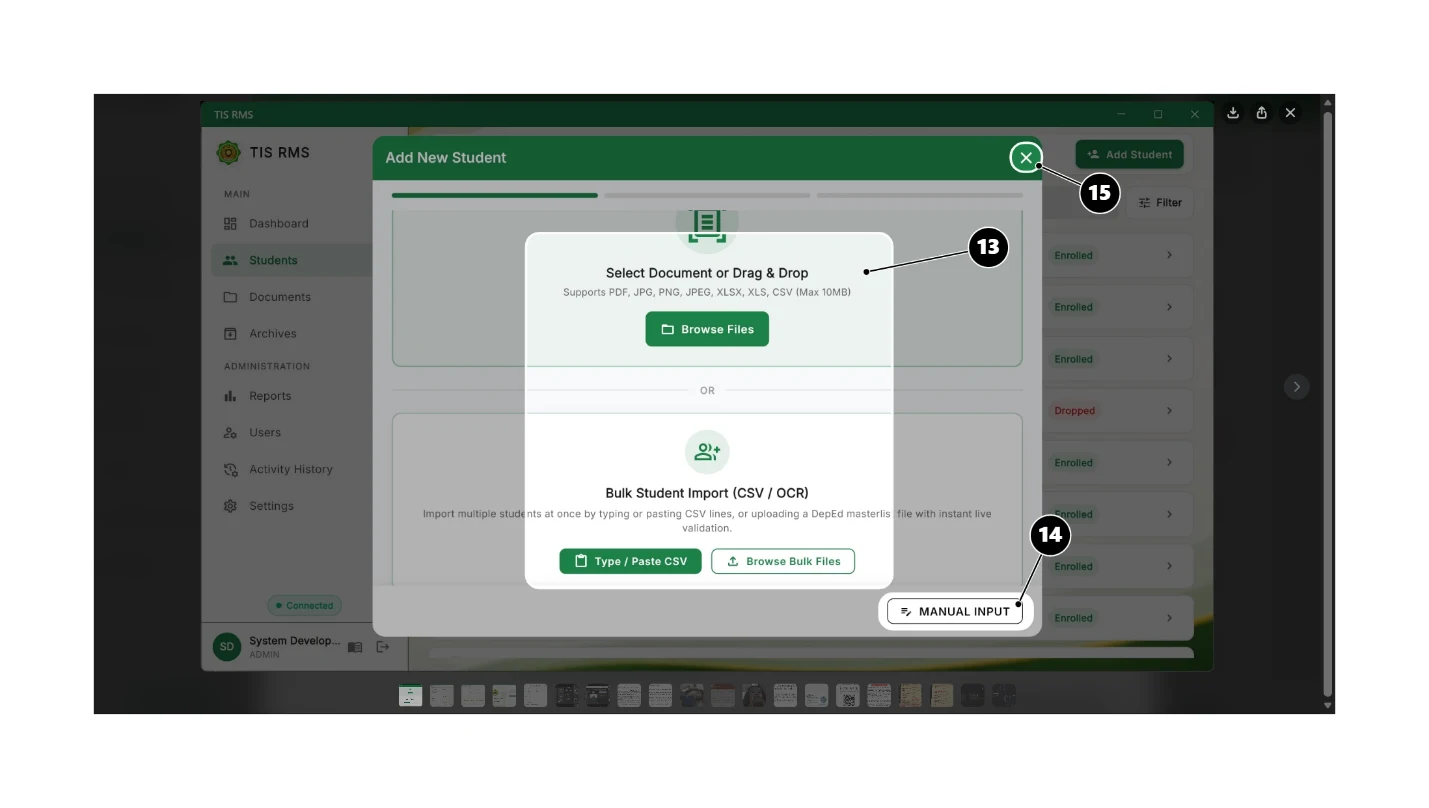 TIS RMS
TIS RMS
MAIN
Dashboard
Students
Documents
Archives
ADMINISTRATION
Reports
Users
Activity History
Settings
Connected
SD
System Develop...
ADMIN
Add New Student
15
13
Select Document or Drag & Drop
Supports PDF, JPG, PNG, JPEG, XLSX, XLS, CSV (Max 10MB)
Browse Files
OR
Bulk Student Import (CSV / OCR)
Import multiple students at once by typing or pasting CSV lines, or uploading a DepEd masterlis file with instant live
validation.
Type / Paste CSV
Browse Bulk Files
14
MANUAL INPUT
Add Student
Filter
Enrolled
Enrolled
Enrolled
Dropped
Enrolled
Enrolled
Enrolled
Enrolled